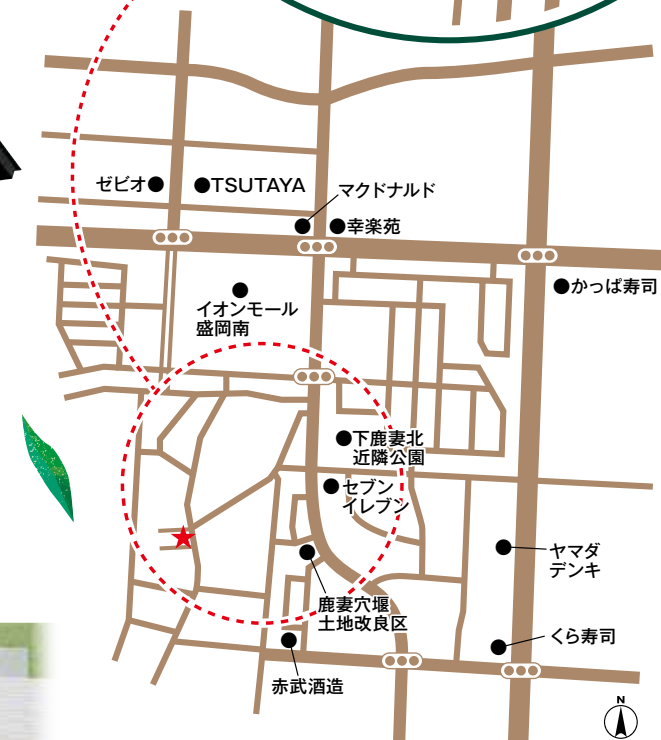 ゼビオ
TSUTAYA
マクドナルド
幸楽苑
かっぱ寿司
イオンモール
盛岡南
下鹿妻北
近隣公園
セブン
イレブン
ヤマダ
デンキ
鹿妻穴堰
土地改良区
くら寿司
赤武酒造
N